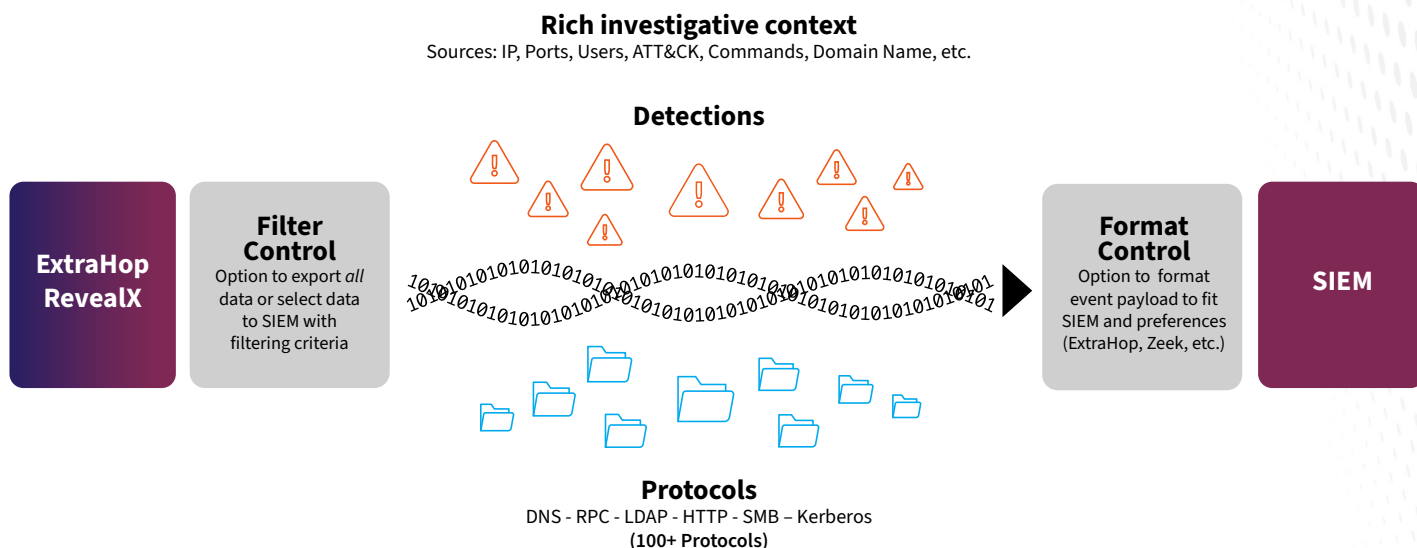 Rich investigative context
Sources: IP, Ports, Users, ATT&CK, Commands, Domain Name, etc.
Detections
ExtraHop
RevealX
Filter
Control
Option to export all
data or select data
to SIEM with
filtering criteria
Format
Control
Option to format
event payload to fit
SIEM and preferences
(ExtraHop, Zeek, etc.)
SIEM
Protocols
DNS - RPC - LDAP - HTTP - SMB – Kerberos
(100+ Protocols)